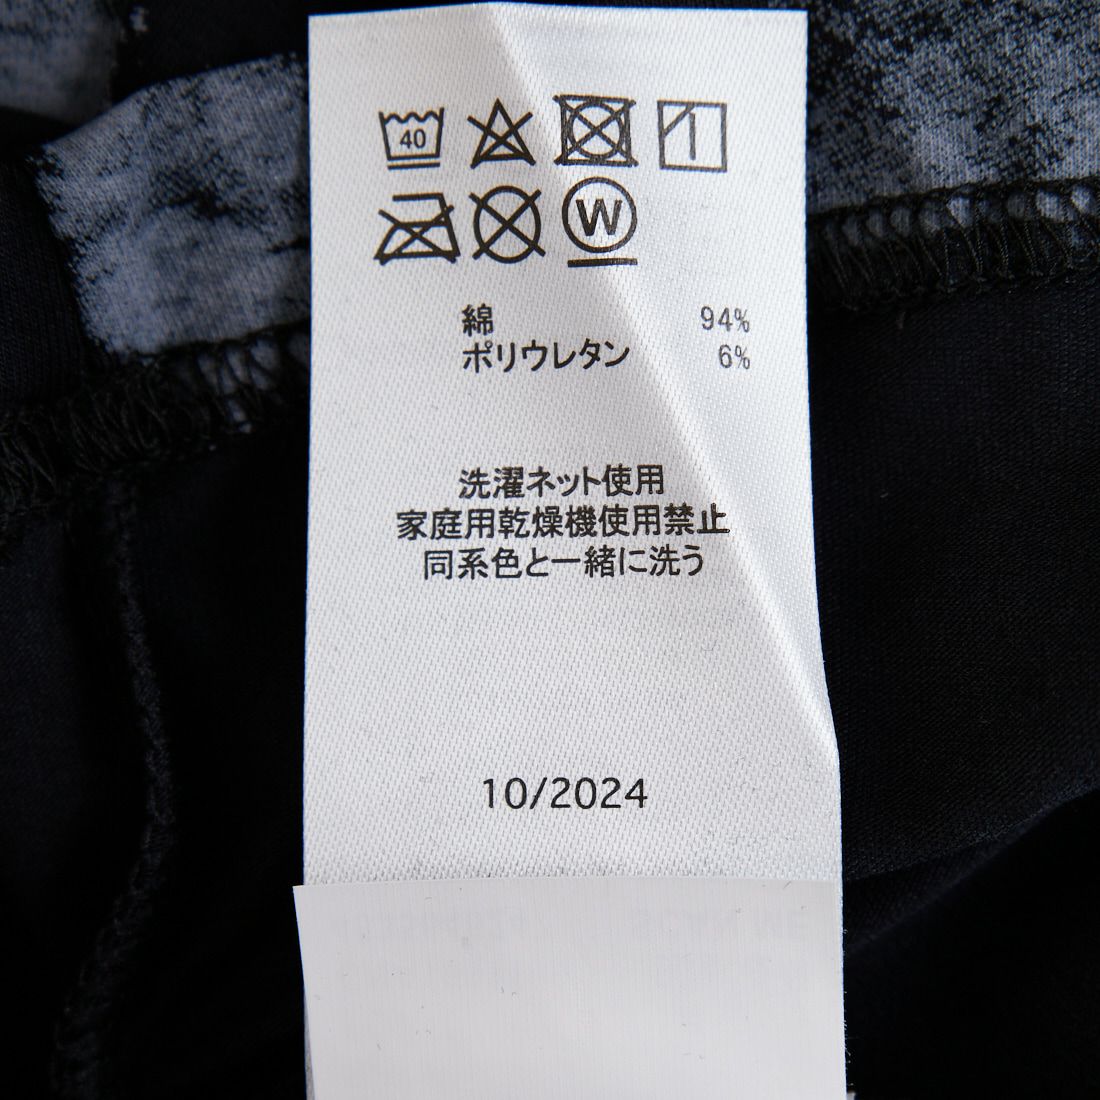 40
W
綿 94%
ポリウレタン 6%
洗濯ネット使用
家庭用乾燥機使用禁止
同系色と一緒に洗う
10/2024